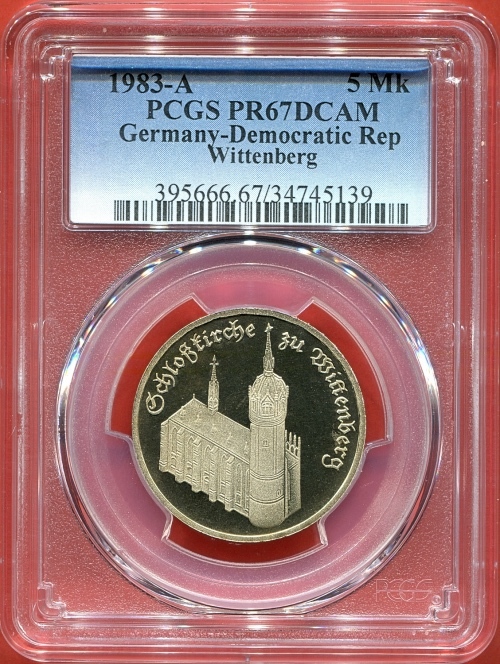 1983-A 5 Mk
PCGS PR67DCAM
Germany-Democratic Rep
Wittenberg
395666.67/34745139
Schloßkirche zu Wittenberg
PCGS